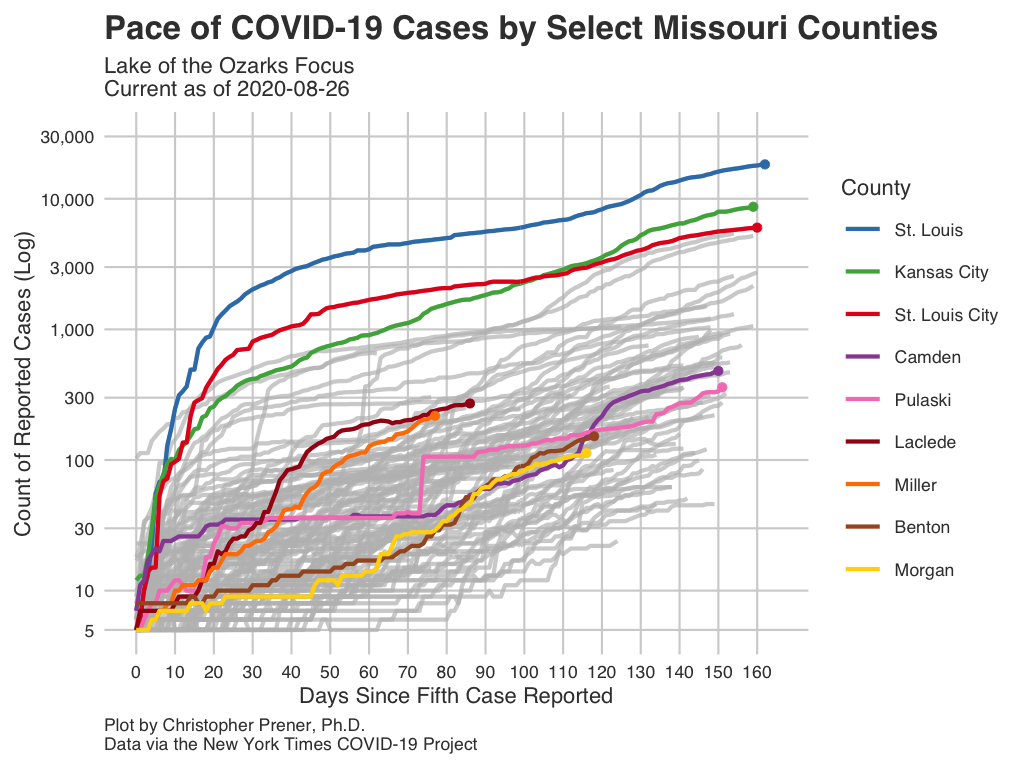 Pace of COVID-19 Cases by Select Missouri Counties
Lake of the Ozarks Focus
Current as of 2020-08-26
Count of Reported Cases (Log)
30,000
10,000
3,000
1,000
300
100
30
10
5
0 10 20 30 40 50 60 70 80 90 100 110 120 130 140 150 160
Days Since Fifth Case Reported
County
St. Louis
Kansas City
St. Louis City
Camden
Pulaski
Laclede
Miller
Benton
Morgan
Plot by Christopher Prener, Ph.D.
Data via the New York Times COVID-19 Project